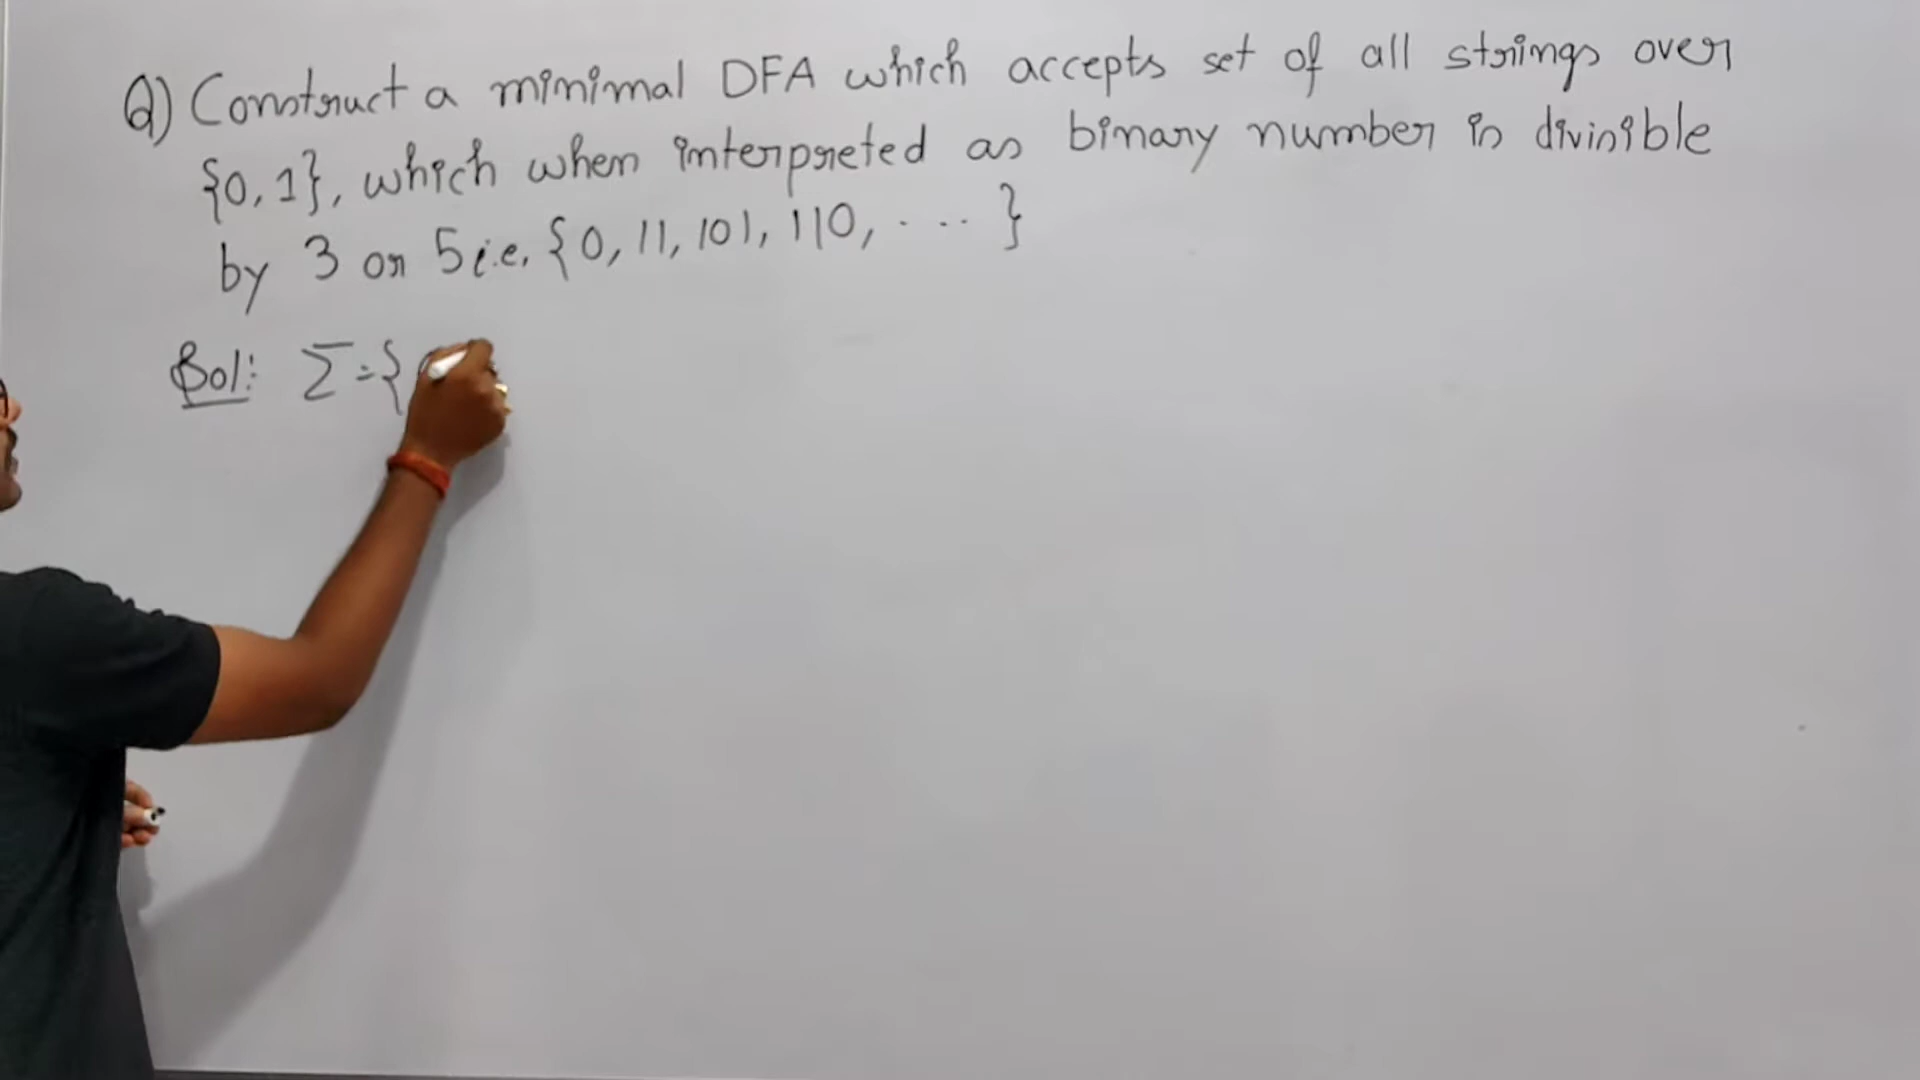 Q) Construct a minimal DFA which accepts set of all strings over
{0, 1}, which when interpreted as binary number is divisible
by 3 or 5 i.e. {0, 11, 101, 110, ..... }
Sol: Σ = {